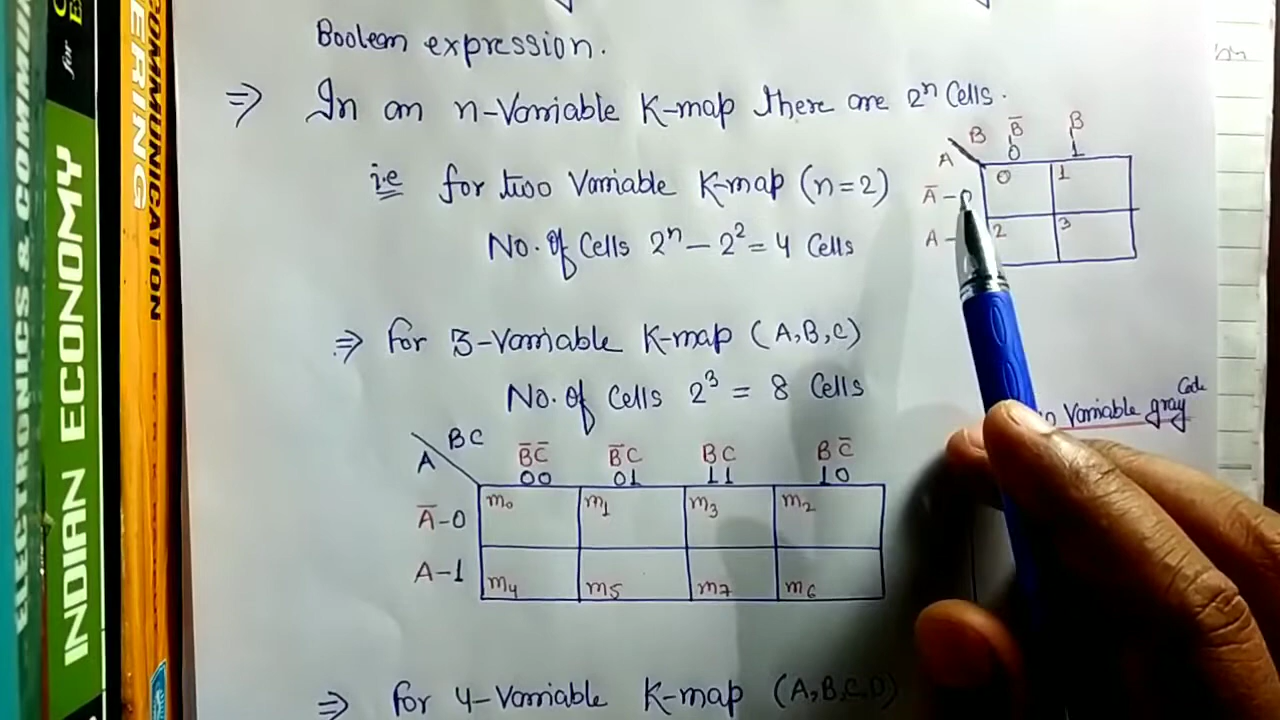 Boolean expression.
⇒ In an n-Variable K-map There are 2ⁿ Cells.
i.e for two Variable K-map (n=2)
No. of Cells 2ⁿ – 2² = 4 Cells
A B B̅ B
0 1
A̅ – 0 0 1
A – 2 3
⇒ for 3-Variable K-map (A,B,C)
No. of Cells 2³ = 8 Cells
Variable gray Code
A BC B̅C̅ B̅C BC BC̅
00 01 11 10
A̅-0 m₀ m₁ m₃ m₂
A-1 m₄ m₅ m₇ m₆
⇒ for 4-Variable K-map (A,B,C,D)
ELECTRONICS & COMMUN
INDIAN ECONOMY
for
COMMUNICATION
ERING